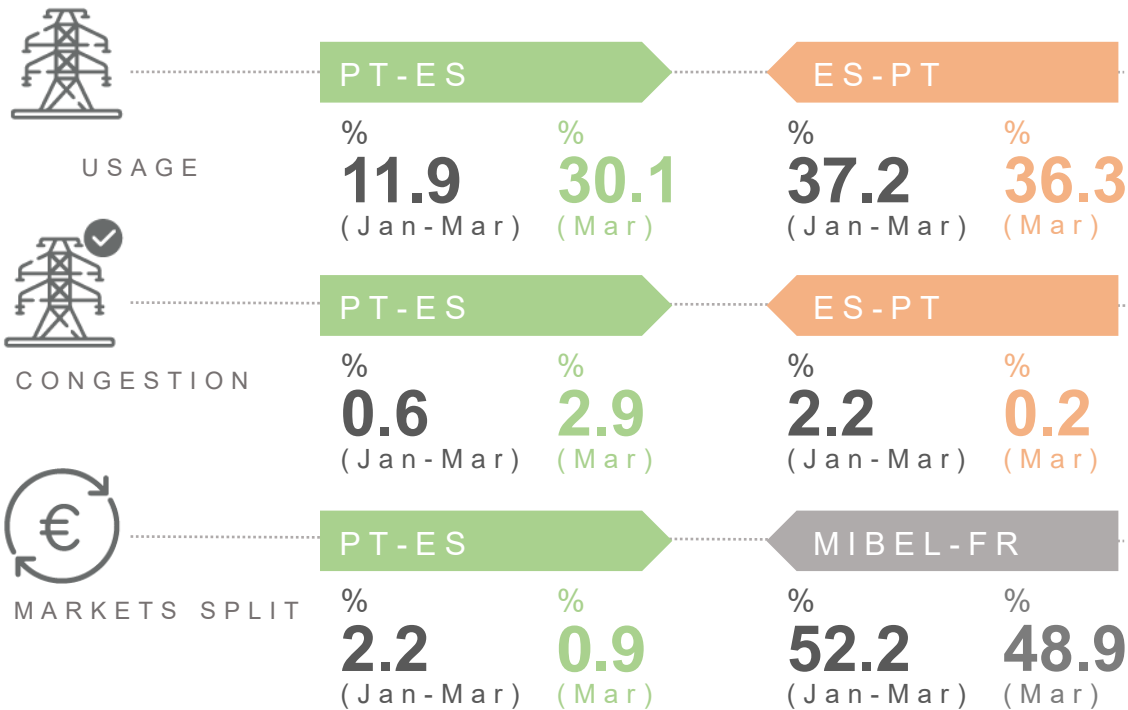 PT-ES
ES-PT
USAGE
% % % %
11.9 30.1 37.2 36.3
(Jan-Mar) (Mar) (Jan-Mar) (Mar)
PT-ES
ES-PT
CONGESTION
% % % %
0.6 2.9 2.2 0.2
(Jan-Mar) (Mar) (Jan-Mar) (Mar)
€
PT-ES
MIBEL-FR
MARKETS SPLIT
% % % %
2.2 0.9 52.2 48.9
(Jan-Mar) (Mar) (Jan-Mar) (Mar)